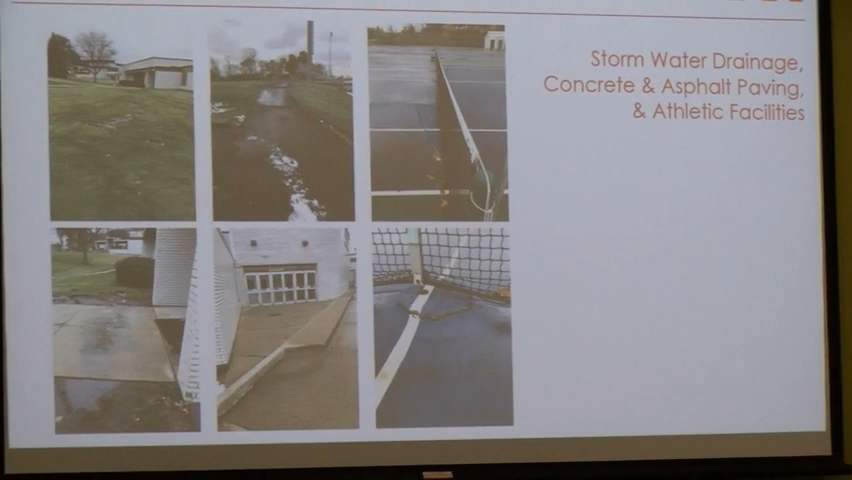 Storm Water Drainage,
Concrete & Asphalt Paving,
& Athletic Facilities